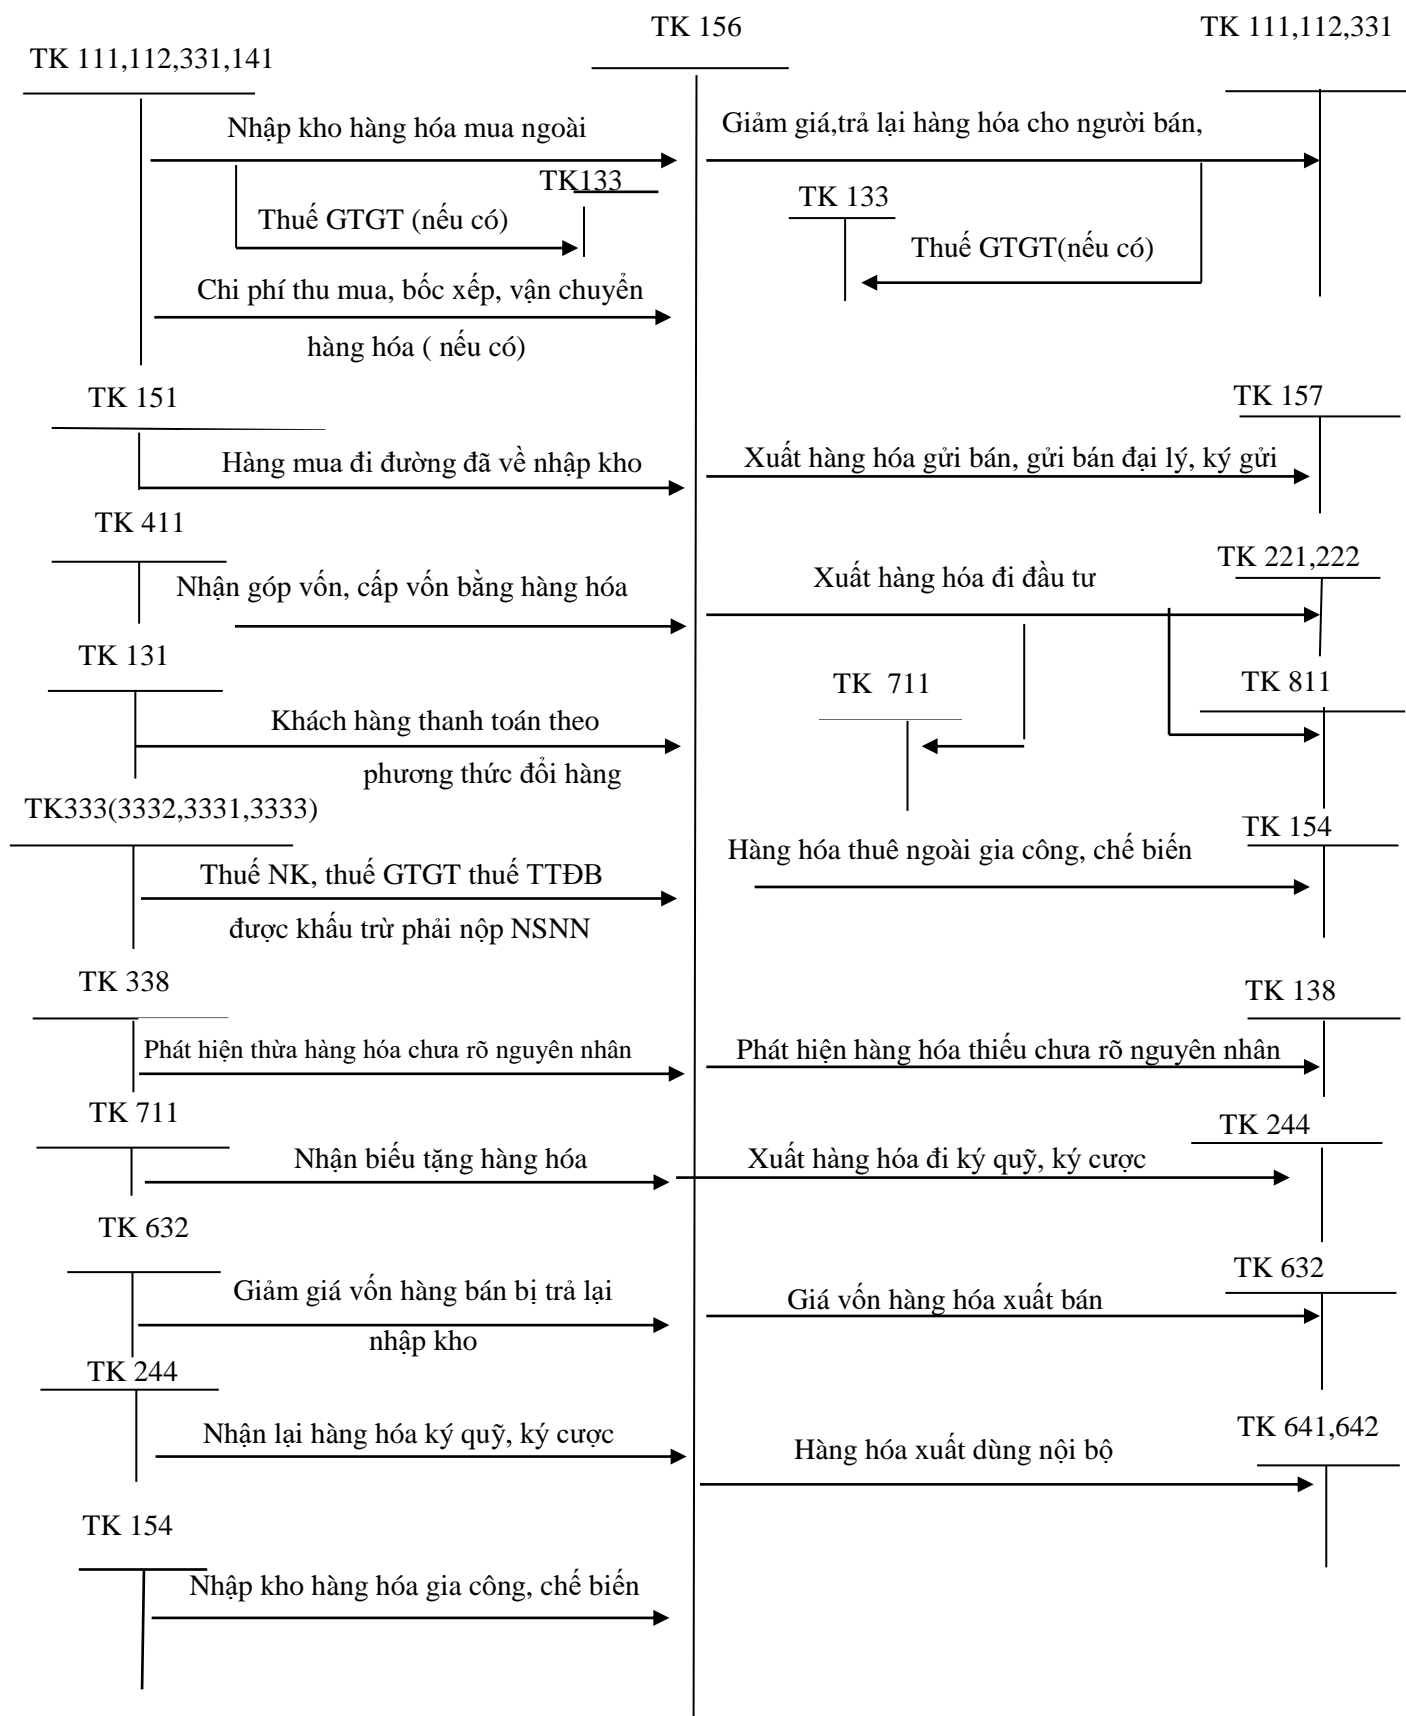 TK 156
TK 111,112,331
TK 111,112,331,141
Nhập kho hàng hóa mua ngoài
Giảm giá,trả lại hàng hóa cho người bán,
TK133
TK 133
Thuế GTGT (nếu có)
Thuế GTGT(nếu có)
Chi phí thu mua, bốc xếp, vận chuyển
hàng hóa ( nếu có)
TK 151
TK 157
Hàng mua đi đường đã về nhập kho
Xuất hàng hóa gửi bán, gửi bán đại lý, ký gửi
TK 411
TK 221,222
Nhận góp vốn, cấp vốn bằng hàng hóa
Xuất hàng hóa đi đầu tư
TK 131
TK 711
TK 811
Khách hàng thanh toán theo
phương thức đổi hàng
TK333(3332,3331,3333)
TK 154
Hàng hóa thuê ngoài gia công, chế biến
Thuế NK, thuế GTGT thuế TTĐB
được khấu trừ phải nộp NSNN
TK 338
TK 138
Phát hiện thừa hàng hóa chưa rõ nguyên nhân
Phát hiện hàng hóa thiếu chưa rõ nguyên nhân
TK 711
TK 244
Nhận biếu tặng hàng hóa
Xuất hàng hóa đi ký quỹ, ký cược
TK 632
TK 632
Giảm giá vốn hàng bán bị trả lại
nhập kho
Giá vốn hàng hóa xuất bán
TK 244
TK 641,642
Nhận lại hàng hóa ký quỹ, ký cược
Hàng hóa xuất dùng nội bộ
TK 154
Nhập kho hàng hóa gia công, chế biến